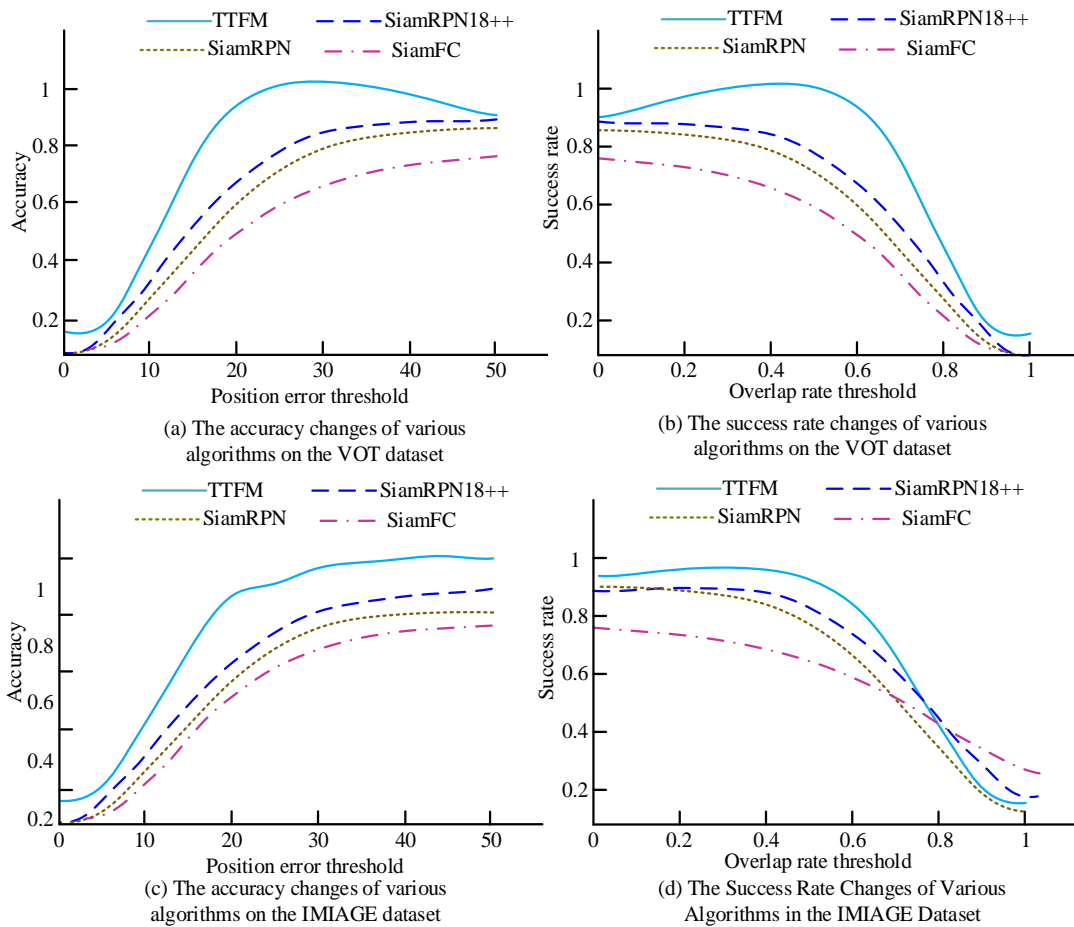 TTFM SiamRPN18++
SiamRPN SiamFC
1
0.8
0.6
0.4
0.2
Accuracy
0 10 20 30 40 50
Position error threshold
(a) The accuracy changes of various
algorithms on the VOT dataset
TTFM SiamRPN18++
SiamRPN SiamFC
1
0.8
0.6
0.4
0.2
Success rate
0 0.2 0.4 0.6 0.8 1
Overlap rate threshold
(b) The success rate changes of various
algorithms on the VOT dataset
TTFM SiamRPN18++
SiamRPN SiamFC
1
0.8
0.6
0.4
0.2
Accuracy
0 10 20 30 40 50
Position error threshold
(c) The accuracy changes of various
algorithms on the IMIAGE dataset
TTFM SiamRPN18++
SiamRPN SiamFC
1
0.8
0.6
0.4
0.2
Success rate
0 0.2 0.4 0.6 0.8 1
Overlap rate threshold
(d) The Success Rate Changes of Various
Algorithms in the IMIAGE Dataset